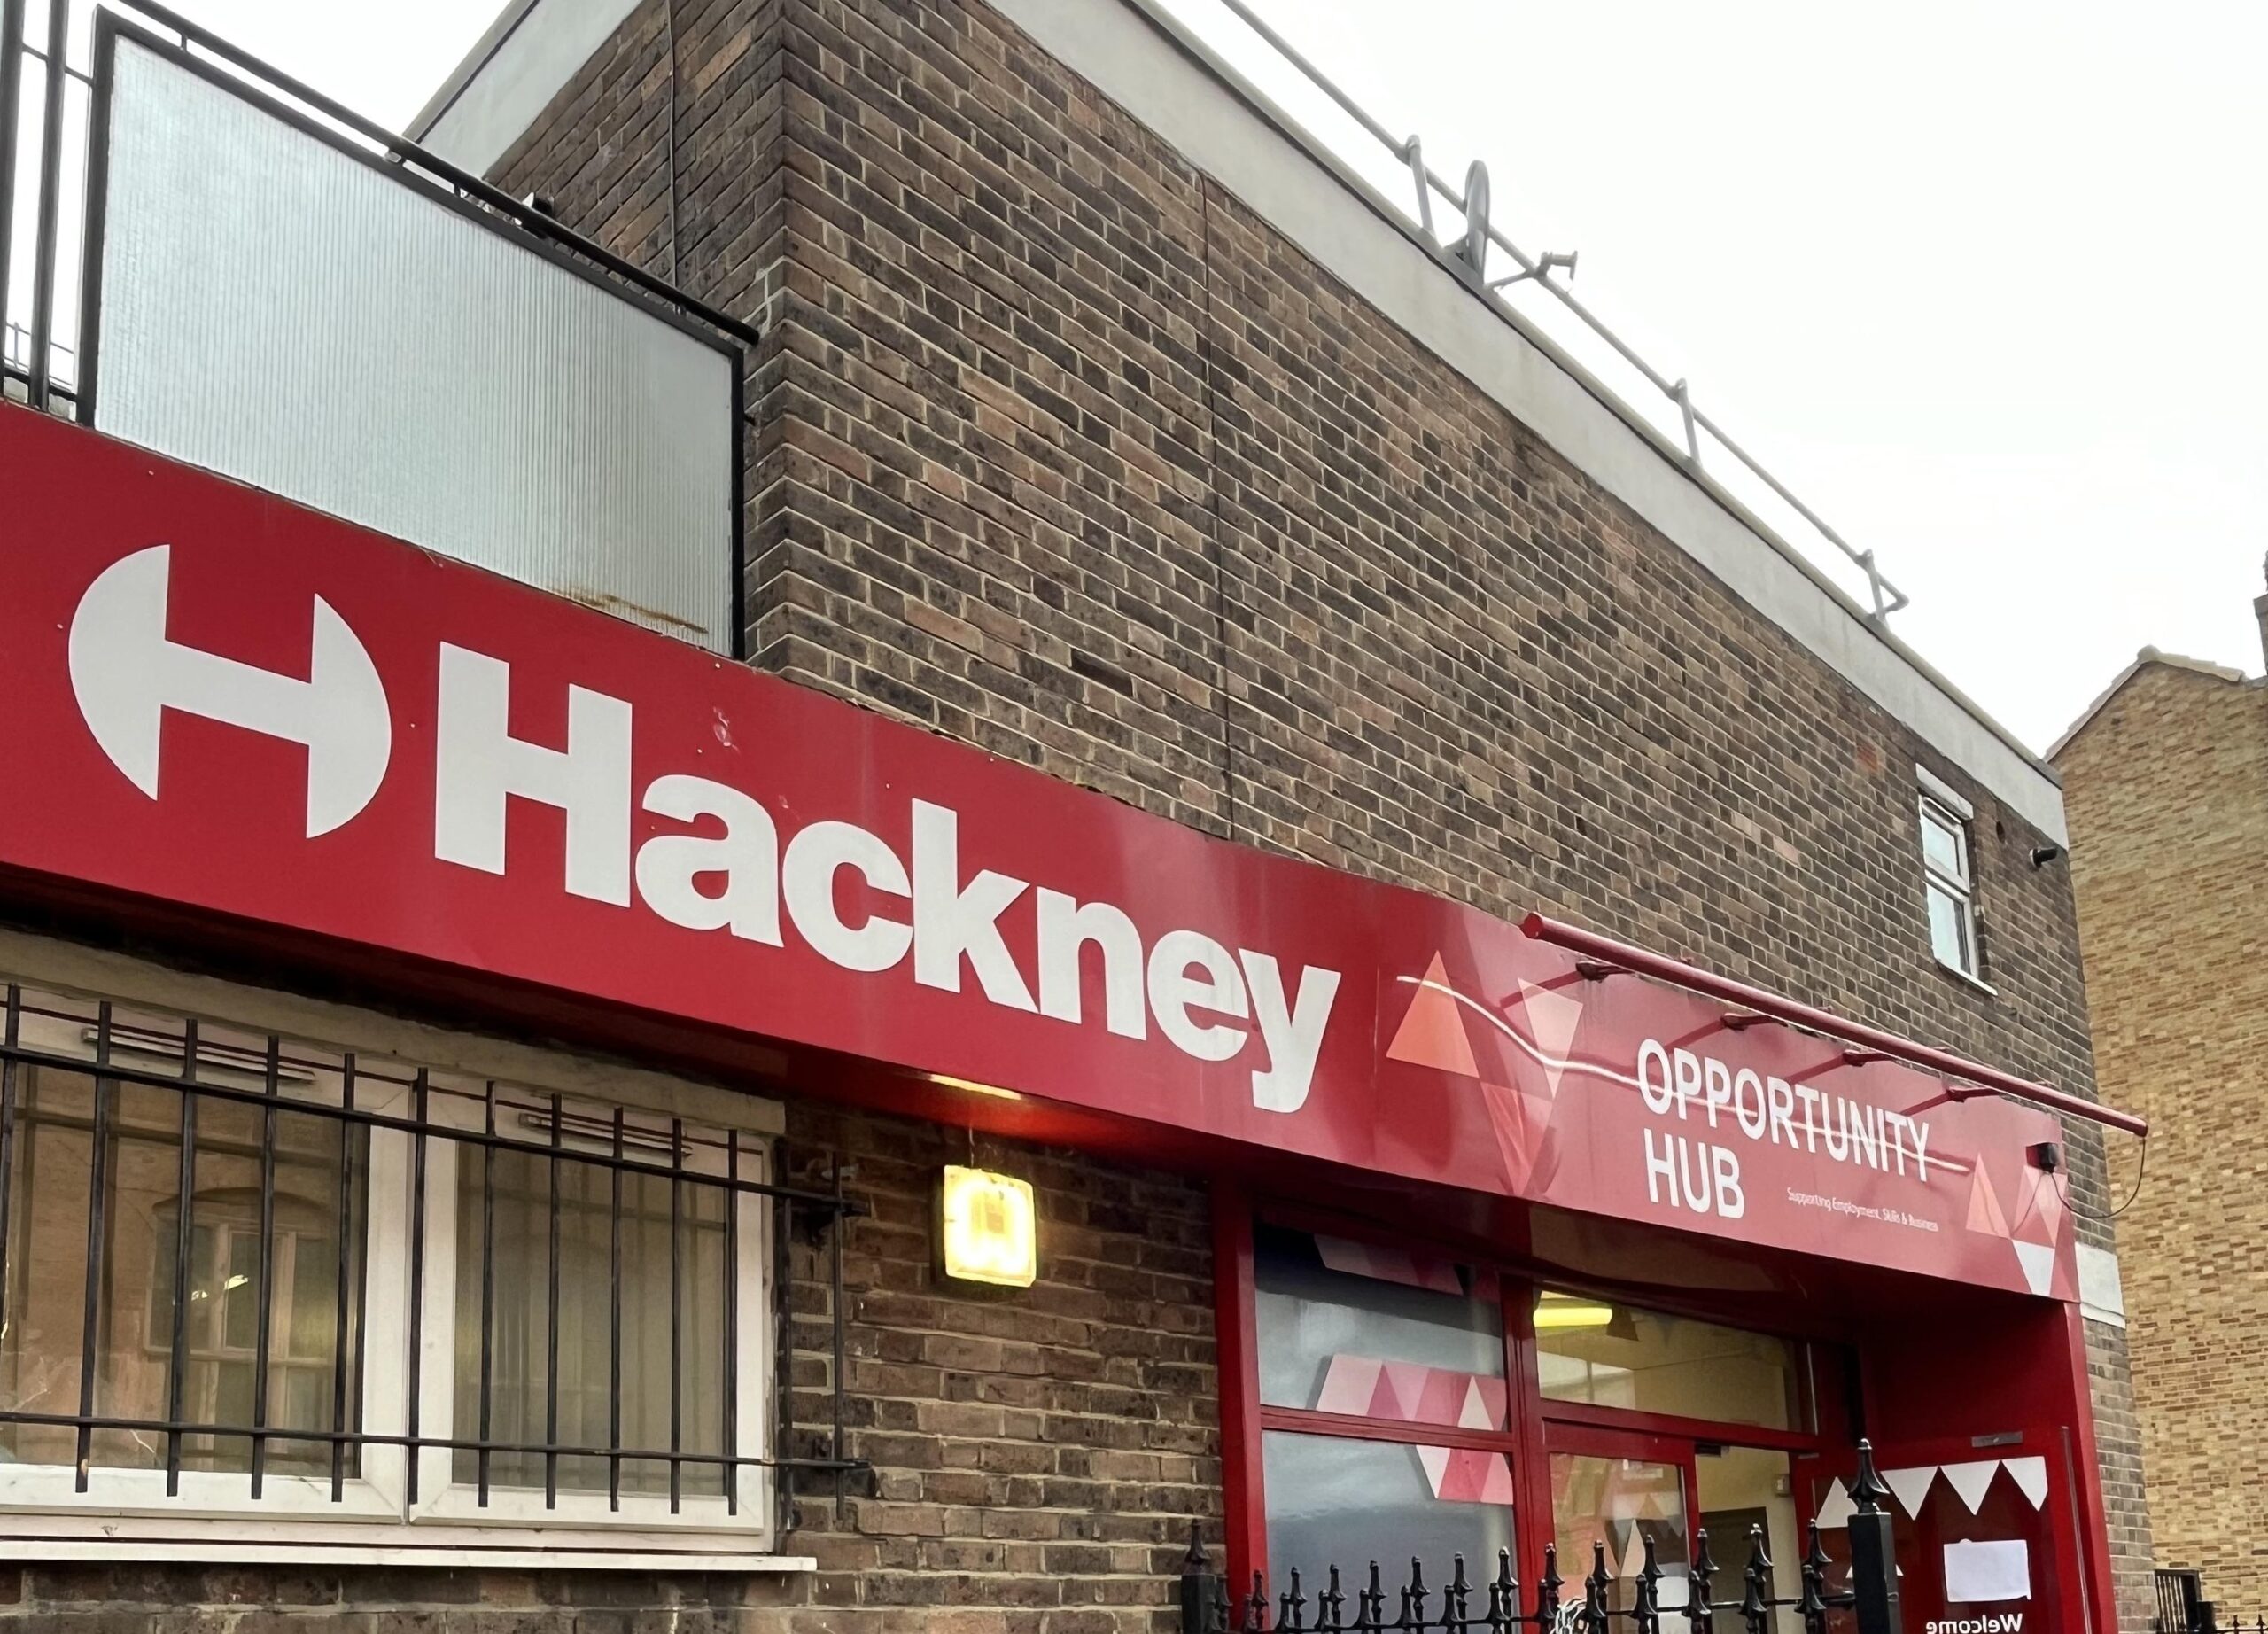 Hackney
OPPORTUNITY
HUB
Supporting Employment, Skills & Business
Welcome